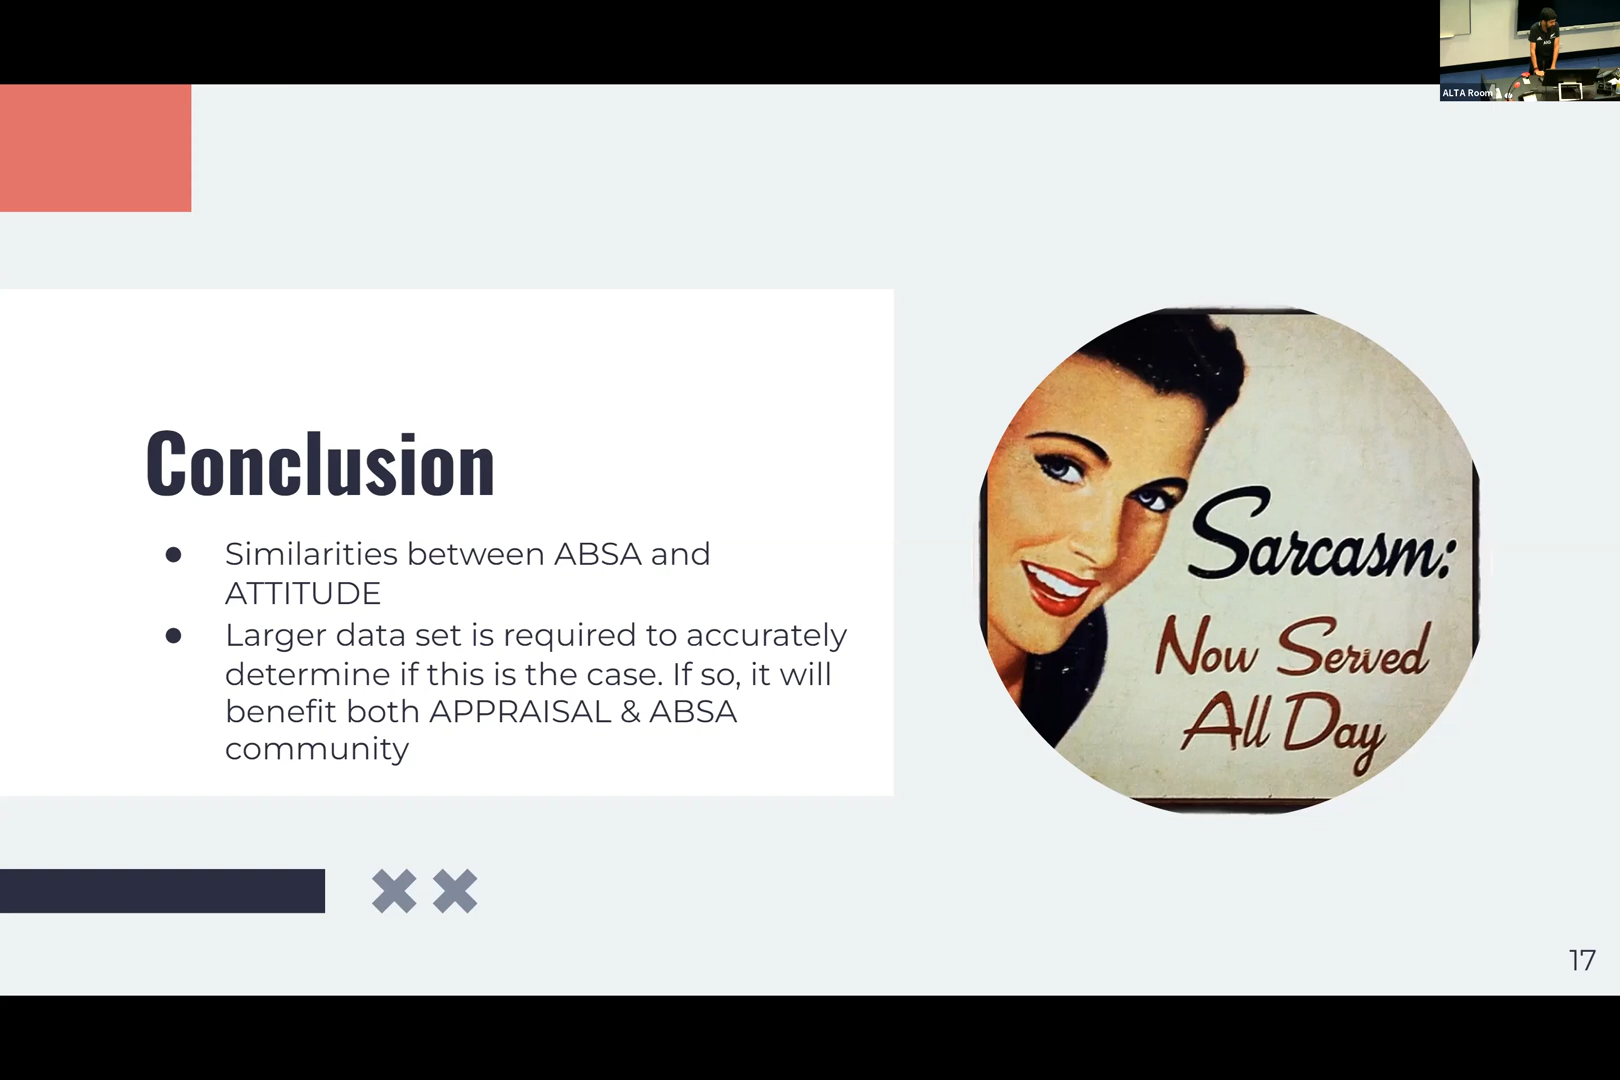 ALTA Room
Conclusion
● Similarities between ABSA and
ATTITUDE
● Larger data set is required to accurately
determine if this is the case. If so, it will
benefit both APPRAISAL & ABSA
community
Sarcasm:
Now Served
All Day
17